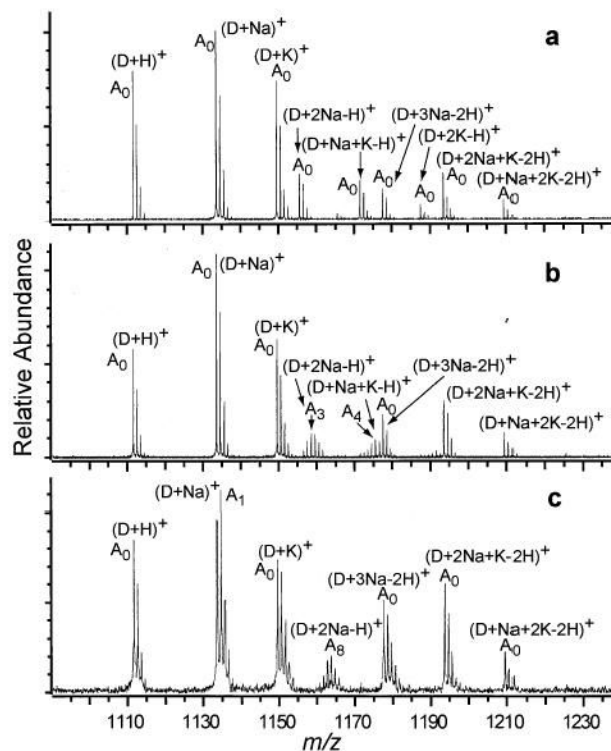 Relative Abundance
a
(D+H)+
A0
(D+Na)+
A0
(D+K)+
A0
(D+2Na-H)+
A0
(D+Na+K-H)+
A0
(D+3Na-2H)+
A0
(D+2K-H)+
A0
(D+2Na+K-2H)+
A0
(D+Na+2K-2H)+
A0
b
(D+H)+
A0
A0 (D+Na)+
(D+K)+
A0
(D+2Na-H)+
A3
(D+Na+K-H)+
A4
(D+3Na-2H)+
A0
(D+2Na+K-2H)+
(D+Na+2K-2H)+
c
(D+H)+
A0
(D+Na)+ A1
(D+K)+
A0
(D+2Na-H)+
A8
(D+3Na-2H)+
A0
(D+2Na+K-2H)+
A0
(D+Na+2K-2H)+
A0
1110 1130 1150 1170 1190 1210 1230
m/z